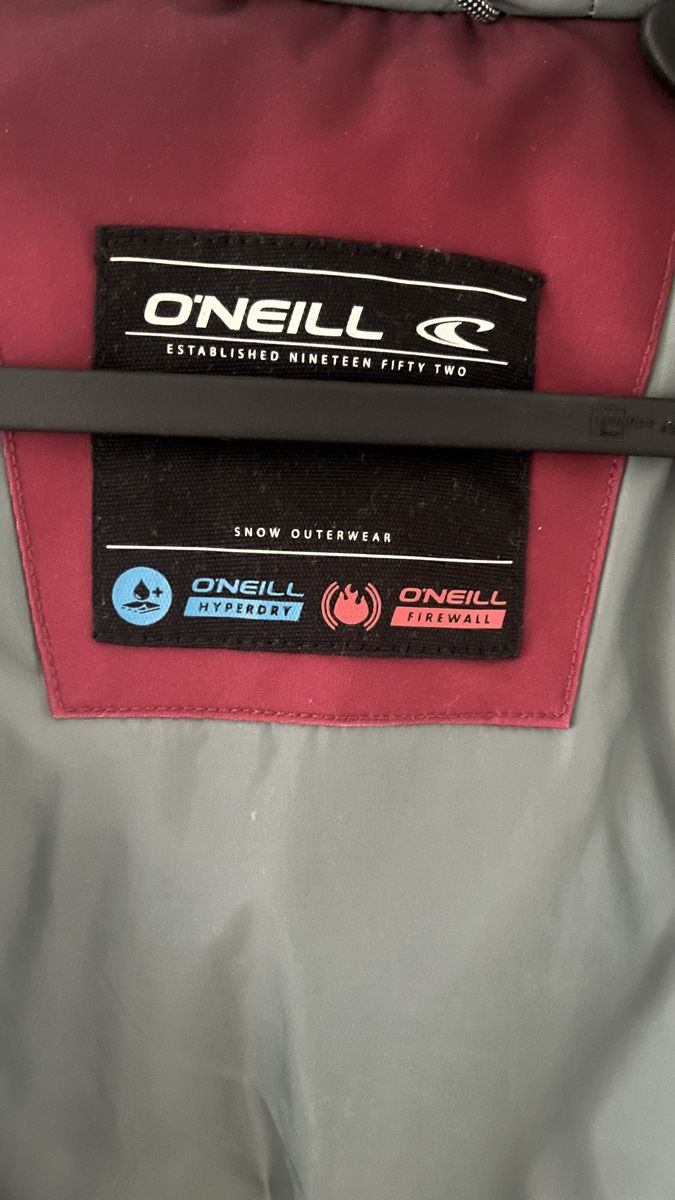 O'NEILL
ESTABLISHED NINETEEN FIFTY TWO
SNOW OUTERWEAR
O'NEILL
HYPERDRY
O'NEILL
FIREWALL